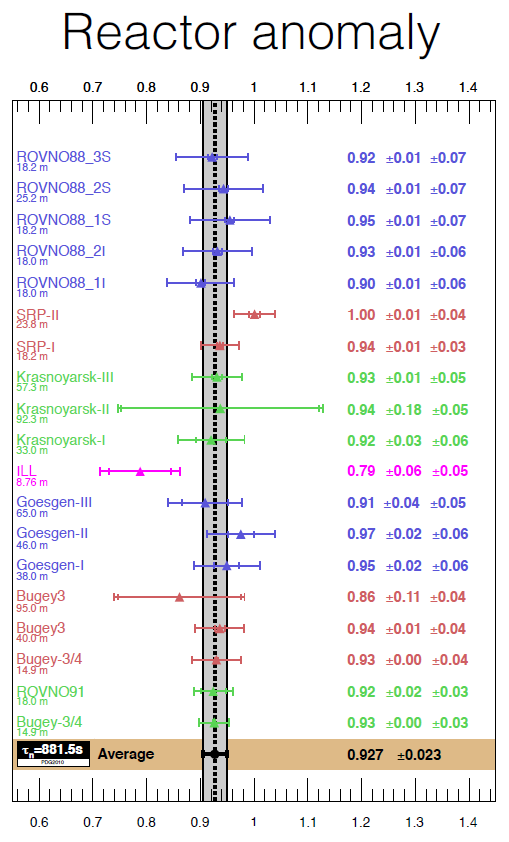 Reactor anomaly
0.6 0.7 0.8 0.9 1 1.1 1.2 1.3 1.4
ROVNO88_3S 0.92 ±0.01 ±0.07
18.2 m
ROVNO88_2S 0.94 ±0.01 ±0.07
25.2 m
ROVNO88_1S 0.95 ±0.01 ±0.07
18.2 m
ROVNO88_2I 0.93 ±0.01 ±0.06
18.0 m
ROVNO88_1I 0.90 ±0.01 ±0.06
18.0 m
SRP-II 1.00 ±0.01 ±0.04
23.8 m
SRP-I 0.94 ±0.01 ±0.03
18.2 m
Krasnoyarsk-III 0.93 ±0.01 ±0.05
57.3 m
Krasnoyarsk-II 0.94 ±0.18 ±0.05
92.3 m
Krasnoyarsk-I 0.92 ±0.03 ±0.06
33.0 m
ILL 0.79 ±0.06 ±0.05
8.76 m
Goesgen-III 0.91 ±0.04 ±0.05
65.0 m
Goesgen-II 0.97 ±0.02 ±0.06
46.0 m
Goesgen-I 0.95 ±0.02 ±0.06
38.0 m
Bugey3 0.86 ±0.11 ±0.04
95.0 m
Bugey3 0.94 ±0.01 ±0.04
40.0 m
Bugey-3/4 0.93 ±0.00 ±0.04
14.9 m
ROVNO91 0.92 ±0.02 ±0.03
18.0 m
Bugey-3/4 0.93 ±0.00 ±0.03
14.9 m
τn=881.5s Average 0.927 ±0.023
PDG2010
0.6 0.7 0.8 0.9 1 1.1 1.2 1.3 1.4